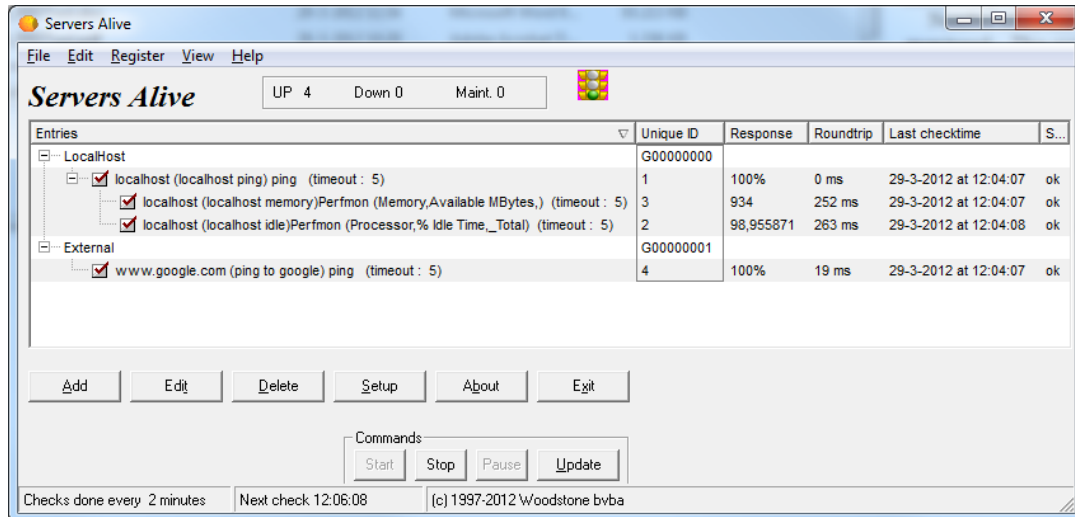 Servers Alive
File Edit Register View Help
Servers Alive UP 4 Down 0 Maint. 0
Entries Unique ID Response Roundtrip Last checktime S...
LocalHost G00000000
localhost (localhost ping) ping (timeout : 5) 1 100% 0 ms 29-3-2012 at 12:04:07 ok
localhost (localhost memory)Perfmon (Memory,Available MBytes,) (timeout : 5) 3 934 252 ms 29-3-2012 at 12:04:07 ok
localhost (localhost idle)Perfmon (Processor,% Idle Time,_Total) (timeout : 5) 2 98,955871 263 ms 29-3-2012 at 12:04:08 ok
External G00000001
www.google.com (ping to google) ping (timeout : 5) 4 100% 19 ms 29-3-2012 at 12:04:07 ok
Add Edit Delete Setup About Exit
Commands
Start Stop Pause Update
Checks done every 2 minutes Next check 12:06:08 (c) 1997-2012 Woodstone bvba